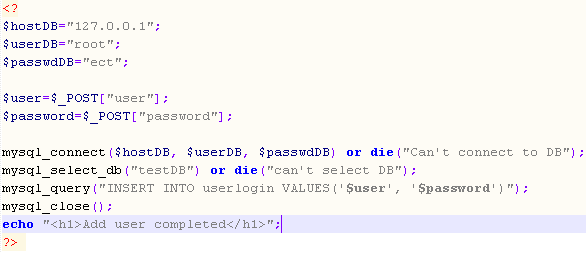 <?
$hostDB="127.0.0.1";
$userDB="root";
$passwdDB="ect";
$user=$_POST["user"];
$password=$_POST["password"];
mysql_connect($hostDB, $userDB, $passwdDB) or die("Can't connect to DB");
mysql_select_db("testDB") or die("can't select DB");
mysql_query("INSERT INTO userlogin VALUES('$user', '$password')");
mysql_close();
echo "<h1>Add user completed</h1>";
?>